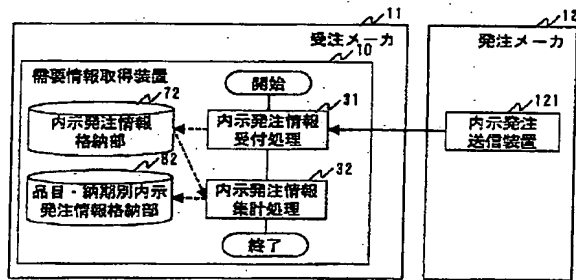 11
受注メーカ
10
需要情報取得装置
72
内示発注情報
格納部
82
品目・納期別内示
発注情報格納部
開始
31
内示発注情報
受付処理
32
内示発注情報
集計処理
終了
12
発注メーカ
121
内示発注
送信装置